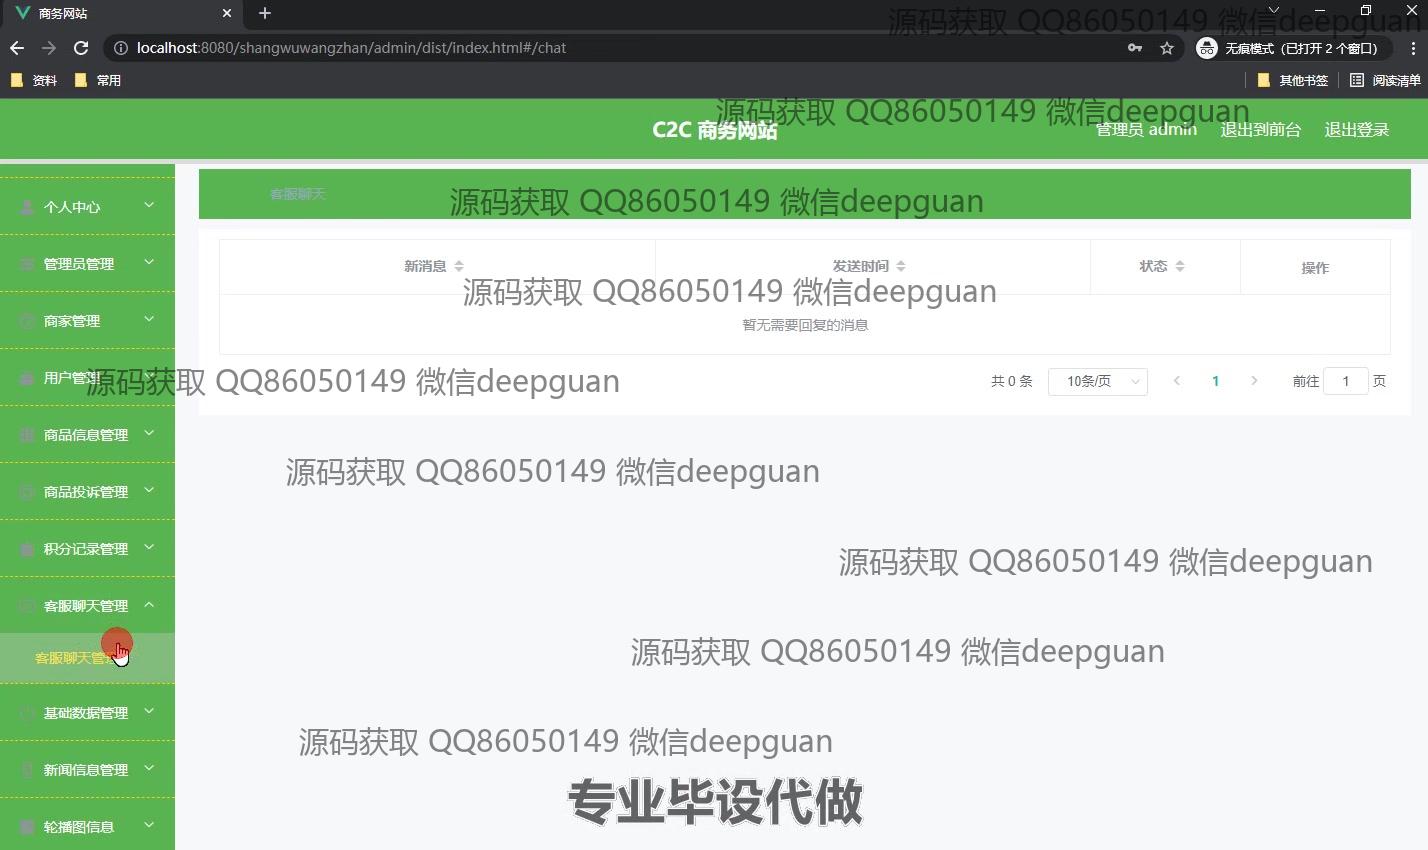 商务网站
源码获取 QQ86050149 微信deepguan
localhost:8080/shangwuwangzhan/admin/dist/index.html#/chat
无痕模式（已打开 2 个窗口）
资料
常用
其他书签
阅读清单
源码获取 QQ86050149 微信deepguan
C2C 商务网站
管理员 admin
退出到前台
退出登录
客服聊天
源码获取 QQ86050149 微信deepguan
个人中心
管理员管理
商家管理
用户管理
商品信息管理
商品投诉管理
积分记录管理
客服聊天管理
客服聊天管理
基础数据管理
新闻信息管理
轮播图信息
新消息
发送时间
状态
操作
源码获取 QQ86050149 微信deepguan
暂无需要回复的消息
源码获取 QQ86050149 微信deepguan
共 0 条
10条/页
1
前往 1 页
源码获取 QQ86050149 微信deepguan
源码获取 QQ86050149 微信deepguan
源码获取 QQ86050149 微信deepguan
源码获取 QQ86050149 微信deepguan
专业毕设代做